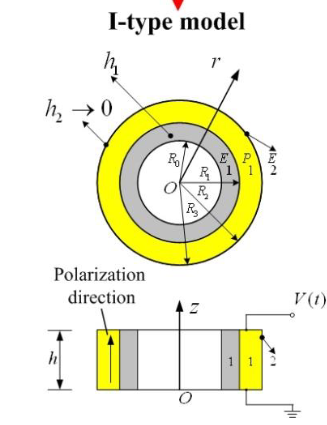 I-type model
h₁
r
h₂ → 0
R₀
E
1
P
1
E
2
R₁
O
R₂
R₃
Polarization
direction
z
V(t)
h
1
1
2
O